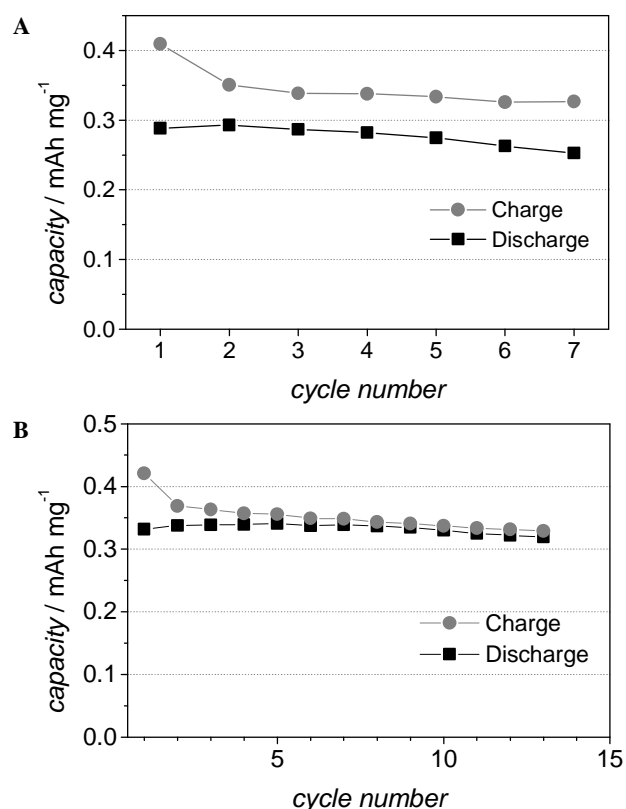 A
capacity / mAh mg⁻¹
0.4
0.3
0.2
0.1
0.0
Charge
Discharge
1 2 3 4 5 6 7
cycle number
B
capacity / mAh mg⁻¹
0.5
0.4
0.3
0.2
0.1
0.0
Charge
Discharge
5 10 15
cycle number